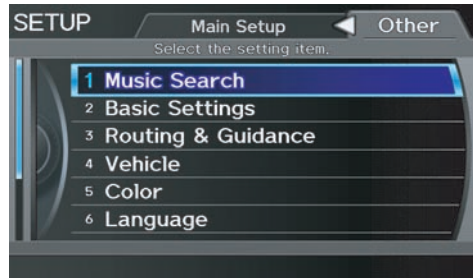 SETUP Main Setup Other
Select the setting item.
1 Music Search
2 Basic Settings
3 Routing & Guidance
4 Vehicle
5 Color
6 Language